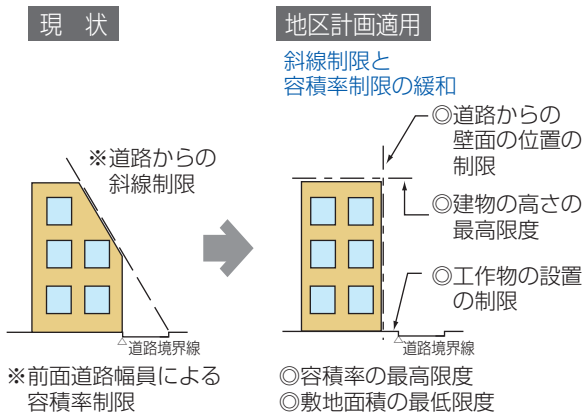 現　状
※道路からの
斜線制限
△道路境界線
※前面道路幅員による
容積率制限
地区計画適用
斜線制限と
容積率制限の緩和
◎道路からの
壁面の位置の
制限
◎建物の高さの
最高限度
◎工作物の設置
の制限
△道路境界線
◎容積率の最高限度
◎敷地面積の最低限度